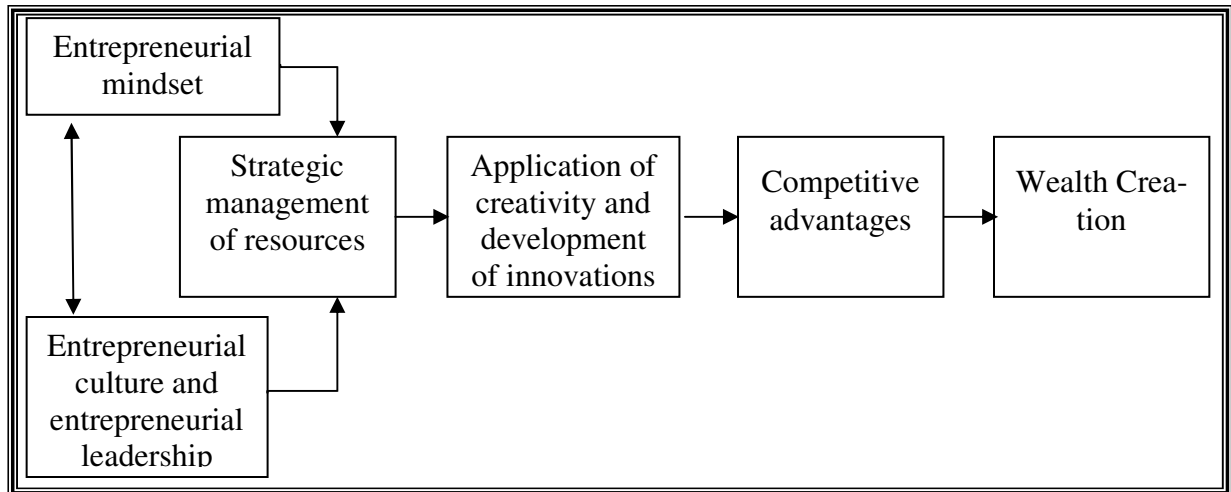 Entrepreneurial
mindset
Strategic
management
of resources
Application of
creativity and
development
of innovations
Competitive
advantages
Wealth Crea-
tion
Entrepreneurial
culture and
entrepreneurial
leadership